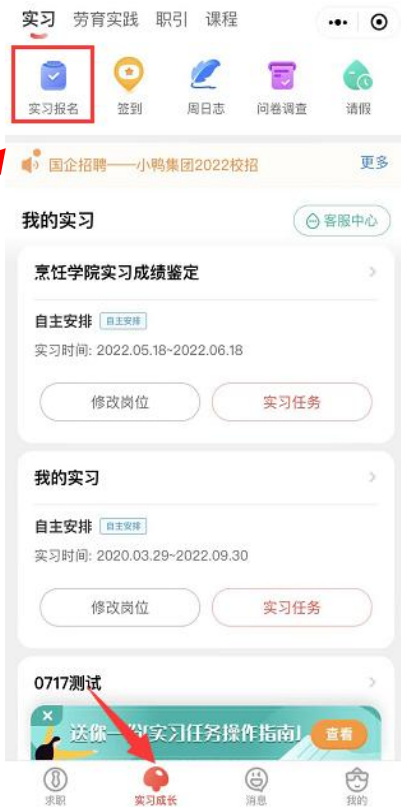 实习 劳育实践 职引 课程
实习报名 签到 周日志 问卷调查 请假
国企招聘——小鸭集团2022校招 更多
我的实习 客服中心
烹饪学院实习成绩鉴定
自主安排 自主安排
实习时间: 2022.05.18~2022.06.18
修改岗位 实习任务
我的实习
自主安排 自主安排
实习时间: 2020.03.29~2022.09.30
修改岗位 实习任务
0717测试
送你一份实习任务操作指南! 查看
求职 实习成长 消息 我的